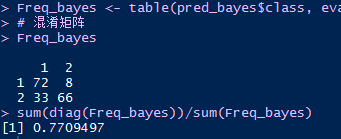 > Freq_bayes <- table(pred_bayes$class, eva
> # 混淆矩阵
> Freq_bayes
1 2
1 72 8
2 33 66
> sum(diag(Freq_bayes))/sum(Freq_bayes)
[1] 0.7709497